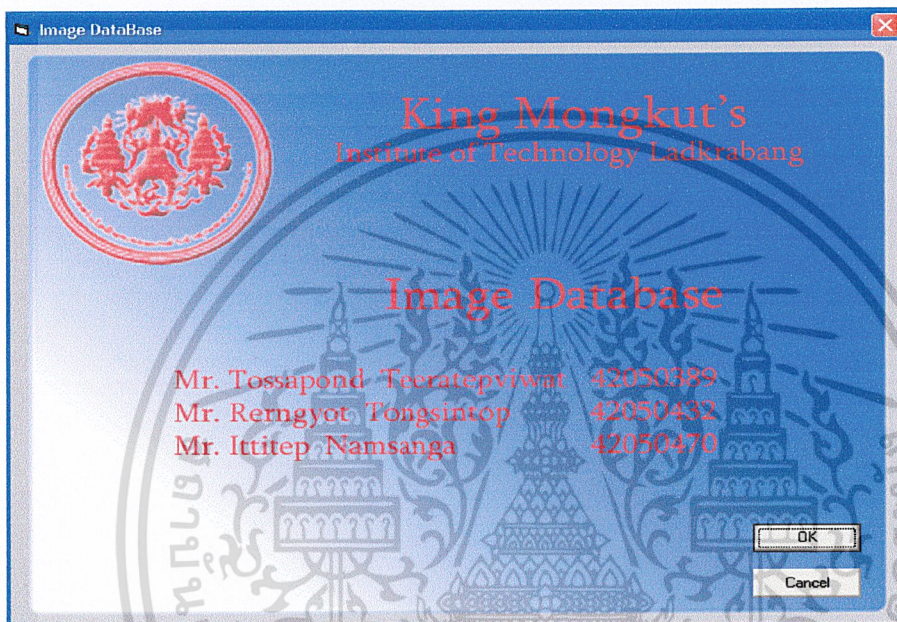 Image DataBase
King Mongkut's
Institute of Technology Ladkrabang
Image Database
Mr. Tossapond Teeratepviwat 42050389
Mr. Rerngyot Tongsintop 42050432
Mr. Ittitep Namsanga 42050470
OK
Cancel